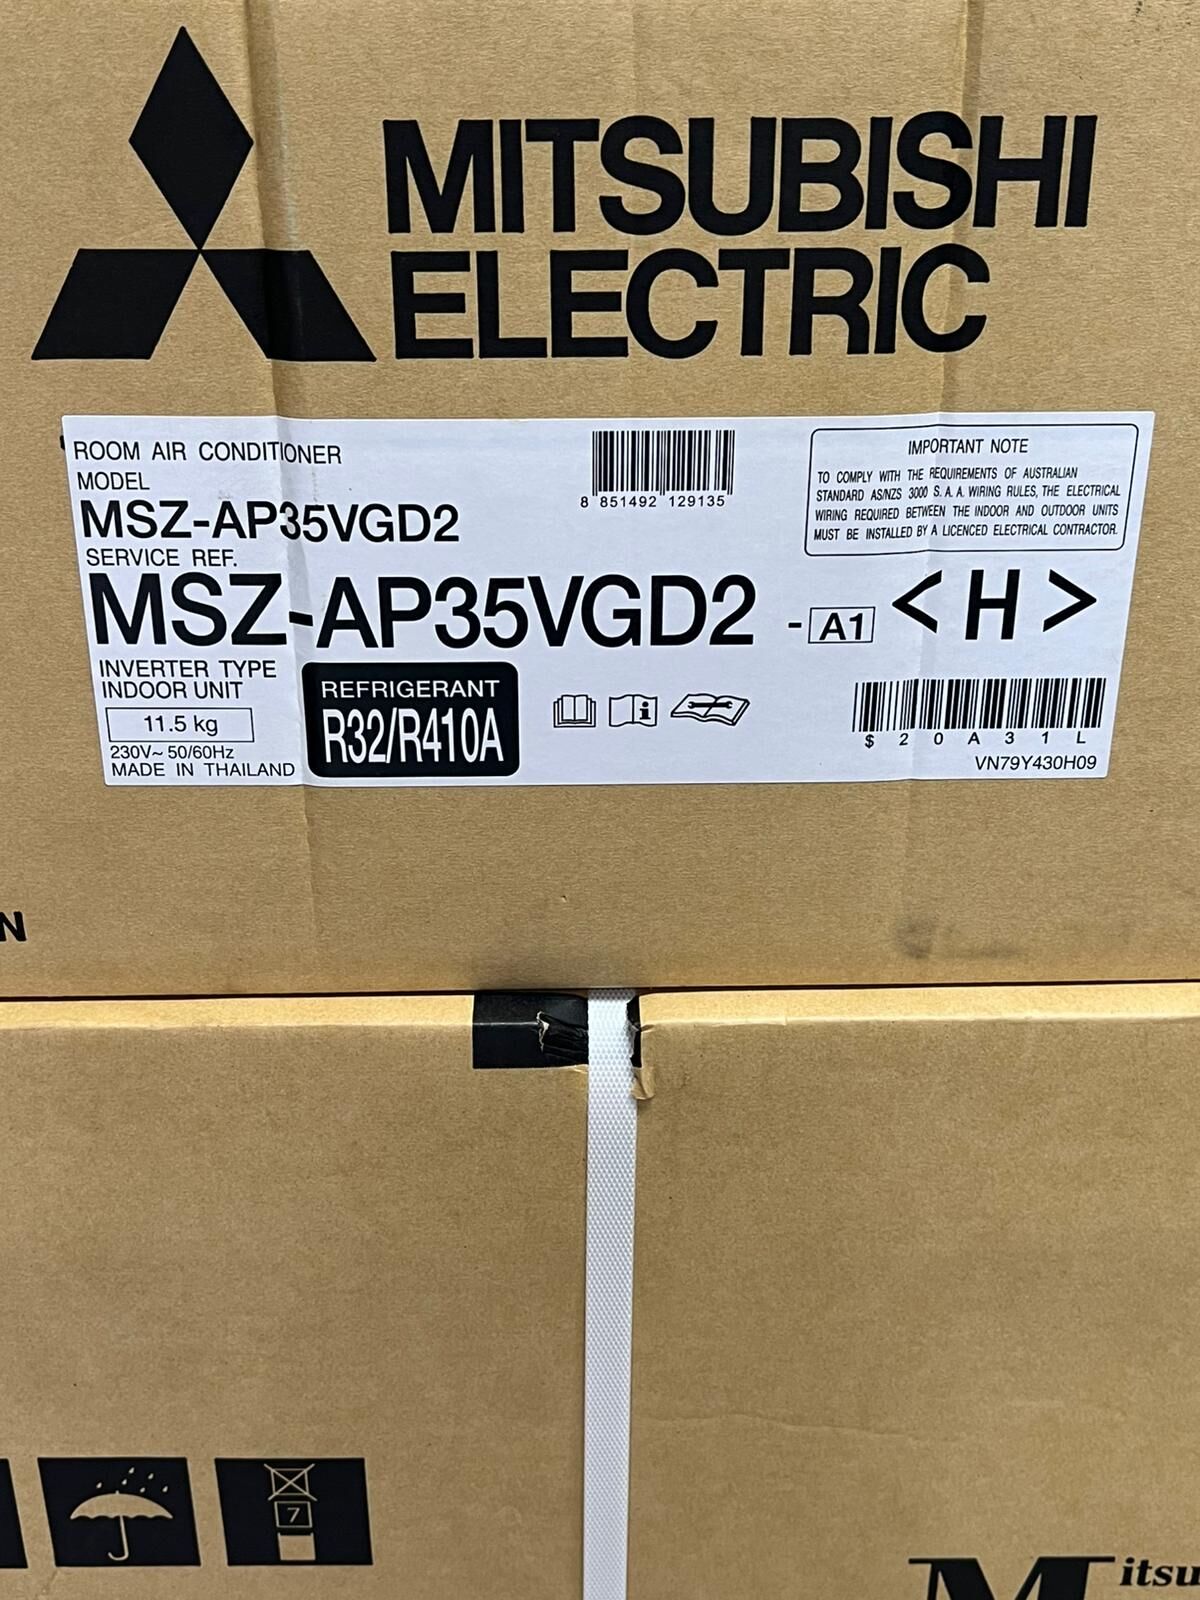 MITSUBISHI
ELECTRIC
ROOM AIR CONDITIONER
MODEL
MSZ-AP35VGD2
SERVICE REF.
MSZ-AP35VGD2 -A1 <H>
INVERTER TYPE
INDOOR UNIT
11.5 kg
230V~ 50/60Hz
MADE IN THAILAND
REFRIGERANT
R32/R410A
8 851492 129135
IMPORTANT NOTE
TO COMPLY WITH THE REQUIREMENTS OF AUSTRALIAN
STANDARD AS/NZS 3000 S. A. A. WIRING RULES, THE ELECTRICAL
WIRING REQUIRED BETWEEN THE INDOOR AND OUTDOOR UNITS
MUST BE INSTALLED BY A LICENCED ELECTRICAL CONTRACTOR.
$ 2 0 A 3 1 L
VN79Y430H09
N
7
Mitsu